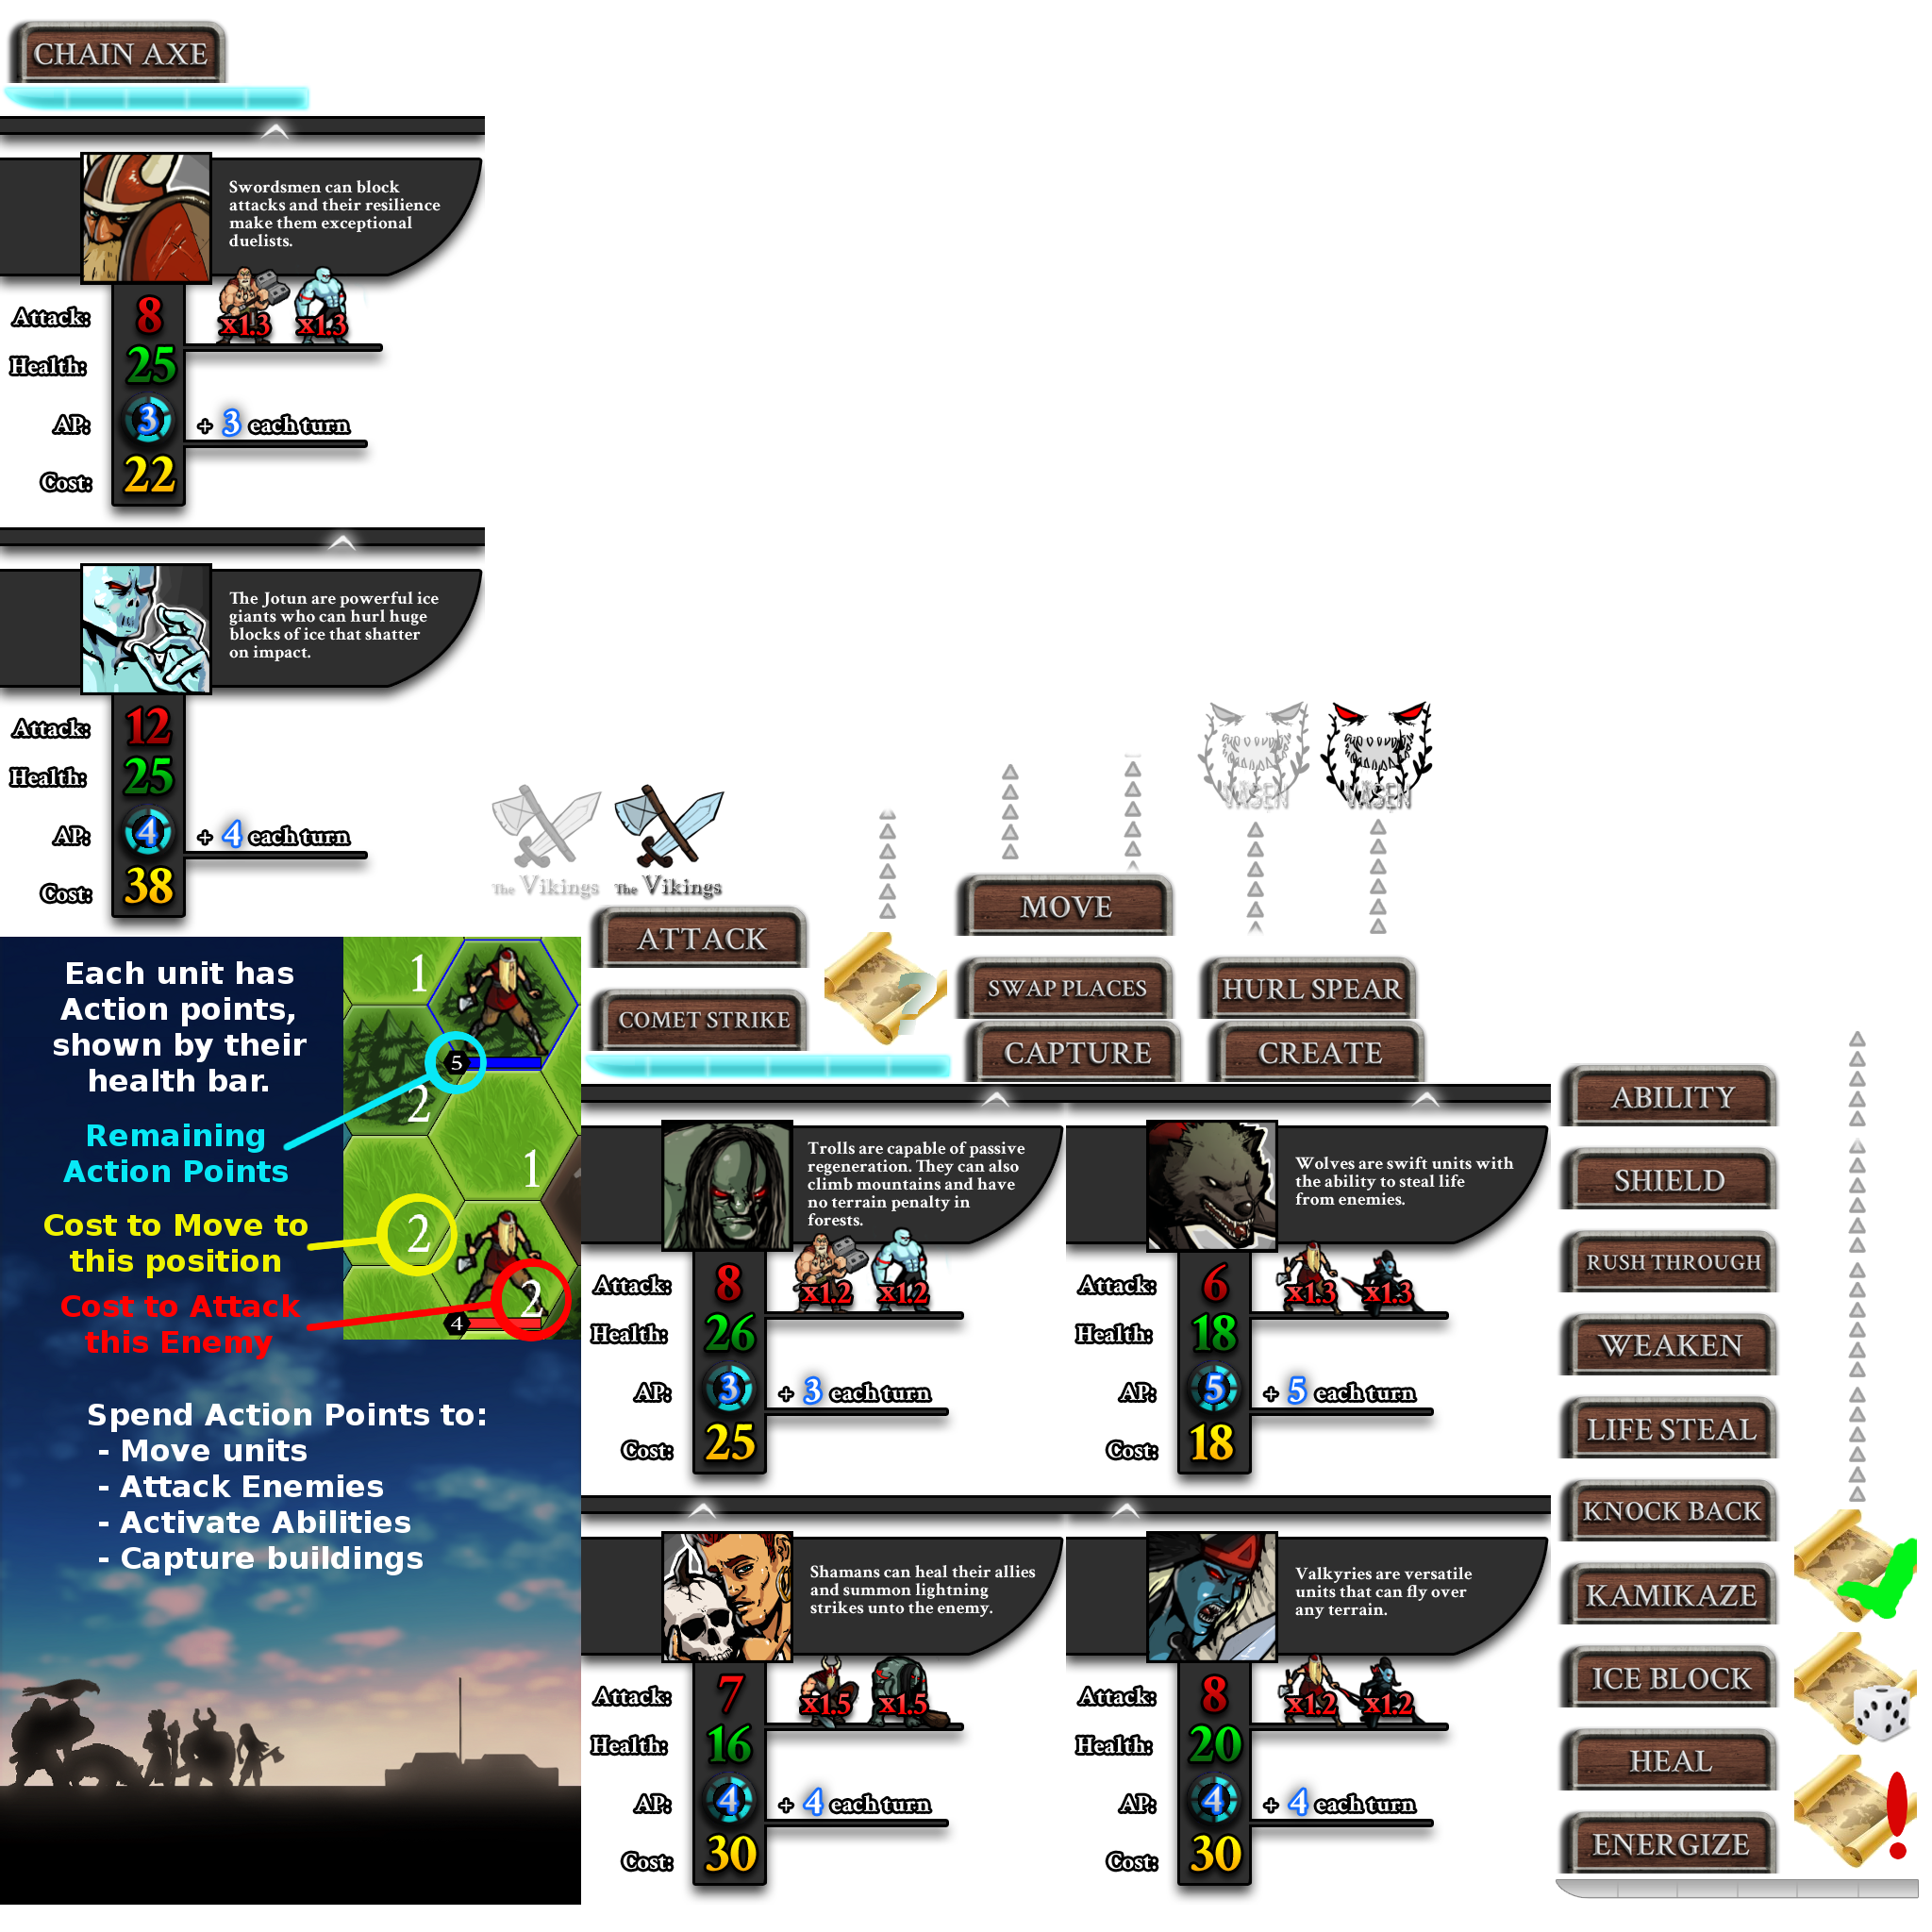 CHAIN AXE
Swordsmen can block
attacks and their resilience
make them exceptional
duelists.
Attack: 8 x1.3 x1.3
Health: 25
AP: 3 + 3 each turn
Cost: 22
The Jotun are powerful ice
giants who can hurl huge
blocks of ice that shatter
on impact.
Attack: 12
Health: 25
AP: 4 + 4 each turn
Cost: 38
The Vikings
The Vikings
VÆSEN
VÆSEN
ATTACK
COMET STRIKE
?
MOVE
SWAP PLACES
CAPTURE
HURL SPEAR
CREATE
Each unit has
Action points,
shown by their
health bar.
Remaining
Action Points
Cost to Move to
this position
Cost to Attack
this Enemy
1
5
2
1
2
2
4
Spend Action Points to:
- Move units
- Attack Enemies
- Activate Abilities
- Capture buildings
Trolls are capable of passive
regeneration. They can also
climb mountains and have
no terrain penalty in
forests.
Attack: 8 x1.2 x1.2
Health: 26
AP: 3 + 3 each turn
Cost: 25
Wolves are swift units with
the ability to steal life
from enemies.
Attack: 6 x1.3 x1.3
Health: 18
AP: 5 + 5 each turn
Cost: 18
Shamans can heal their allies
and summon lightning
strikes unto the enemy.
Attack: 7 x1.5 x1.5
Health: 16
AP: 4 + 4 each turn
Cost: 30
Valkyries are versatile
units that can fly over
any terrain.
Attack: 8 x1.2 x1.2
Health: 20
AP: 4 + 4 each turn
Cost: 30
ABILITY
SHIELD
RUSH THROUGH
WEAKEN
LIFE STEAL
KNOCK BACK
KAMIKAZE
ICE BLOCK
HEAL
ENERGIZE
!